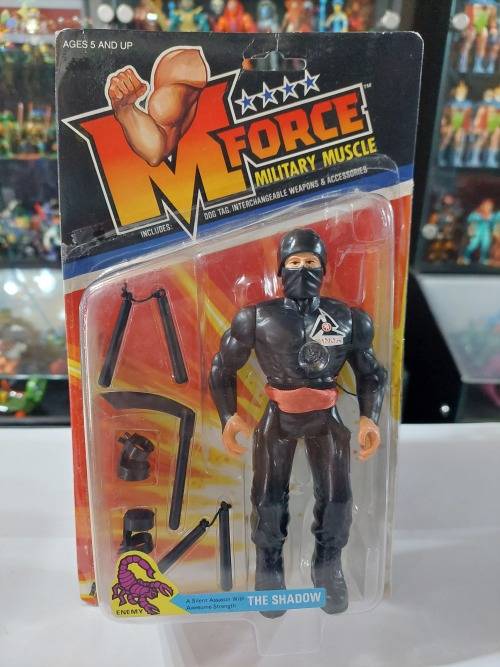 AGES 5 AND UP
M FORCE™
MILITARY MUSCLE
INCLUDES: DOG TAG, INTERCHANGEABLE WEAPONS & ACCESSORIES
ENEMY
A Silent Assassin With
Awesome Strength
THE SHADOW